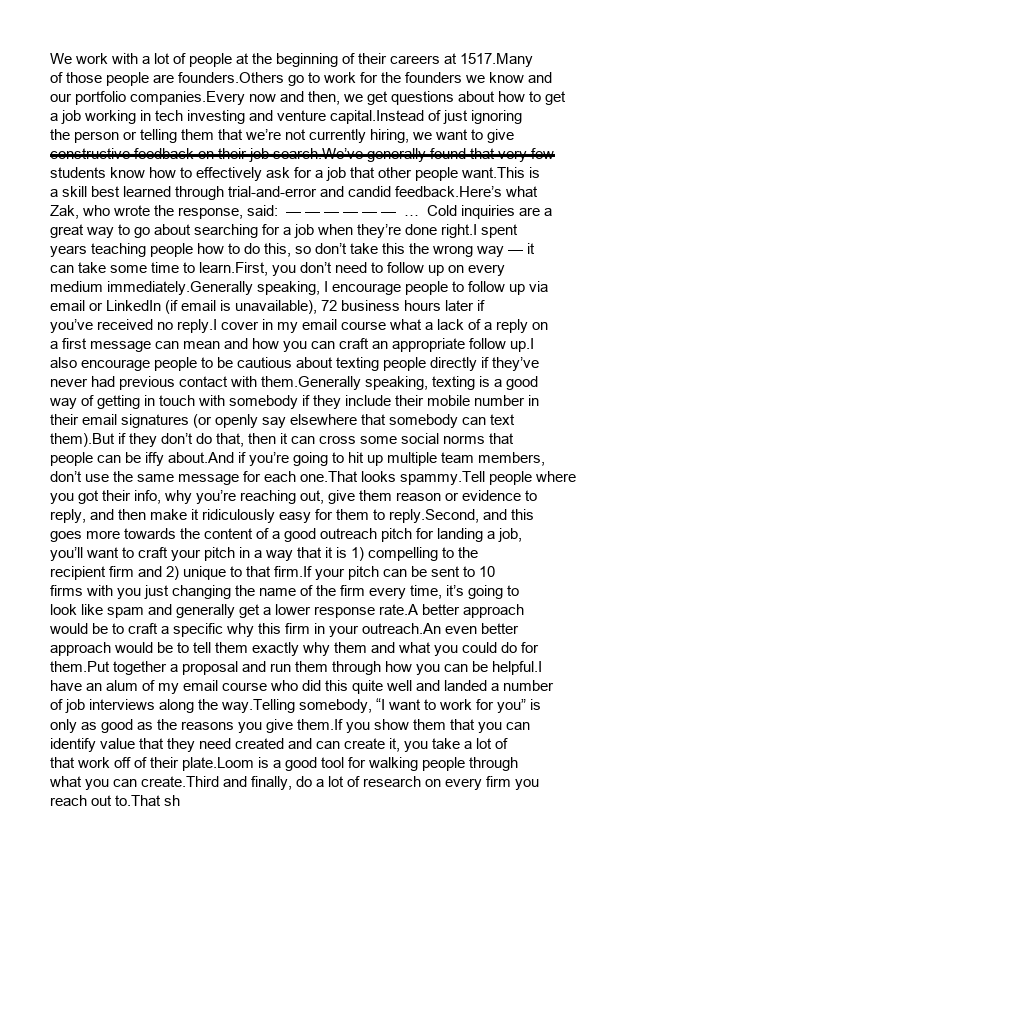 We work with a lot of people at the beginning of their careers at 1517.Many
of those people are founders.Others go to work for the founders we know and
our portfolio companies.Every now and then, we get questions about how to get
a job working in tech investing and venture capital.Instead of just ignoring
the person or telling them that we’re not currently hiring, we want to give
constructive feedback on their job search.We’ve generally found that very few
students know how to effectively ask for a job that other people want.This is
a skill best learned through trial-and-error and candid feedback.Here’s what
Zak, who wrote the response, said:  — — — — — —  …  Cold inquiries are a
great way to go about searching for a job when they’re done right.I spent
years teaching people how to do this, so don’t take this the wrong way — it
can take some time to learn.First, you don’t need to follow up on every
medium immediately.Generally speaking, I encourage people to follow up via
email or LinkedIn (if email is unavailable), 72 business hours later if
you’ve received no reply.I cover in my email course what a lack of a reply on
a first message can mean and how you can craft an appropriate follow up.I
also encourage people to be cautious about texting people directly if they’ve
never had previous contact with them.Generally speaking, texting is a good
way of getting in touch with somebody if they include their mobile number in
their email signatures (or openly say elsewhere that somebody can text
them).But if they don’t do that, then it can cross some social norms that
people can be iffy about.And if you’re going to hit up multiple team members,
don’t use the same message for each one.That looks spammy.Tell people where
you got their info, why you’re reaching out, give them reason or evidence to
reply, and then make it ridiculously easy for them to reply.Second, and this
goes more towards the content of a good outreach pitch for landing a job,
you’ll want to craft your pitch in a way that it is 1) compelling to the
recipient firm and 2) unique to that firm.If your pitch can be sent to 10
firms with you just changing the name of the firm every time, it’s going to
look like spam and generally get a lower response rate.A better approach
would be to craft a specific why this firm in your outreach.An even better
approach would be to tell them exactly why them and what you could do for
them.Put together a proposal and run them through how you can be helpful.I
have an alum of my email course who did this quite well and landed a number
of job interviews along the way.Telling somebody, “I want to work for you” is
only as good as the reasons you give them.If you show them that you can
identify value that they need created and can create it, you take a lot of
that work off of their plate.Loom is a good tool for walking people through
what you can create.Third and finally, do a lot of research on every firm you
reach out to.That sh